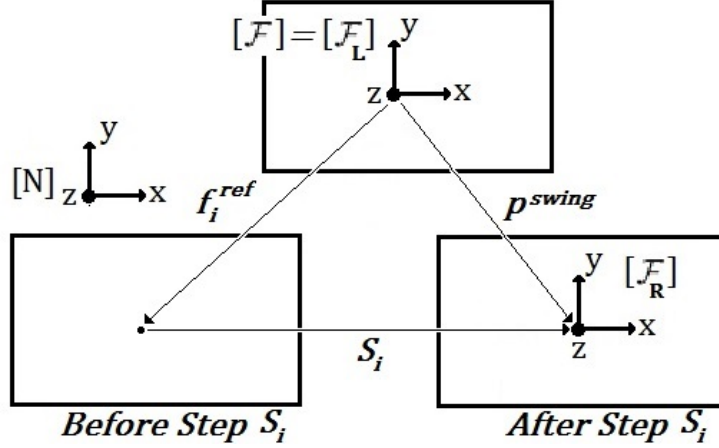 [ℱ]=[ℱ_L]
y
z x
y
[N] z x
f_i^ref
p^swing
y [ℱ_R]
x
z
S_i
Before Step S_i
After Step S_i